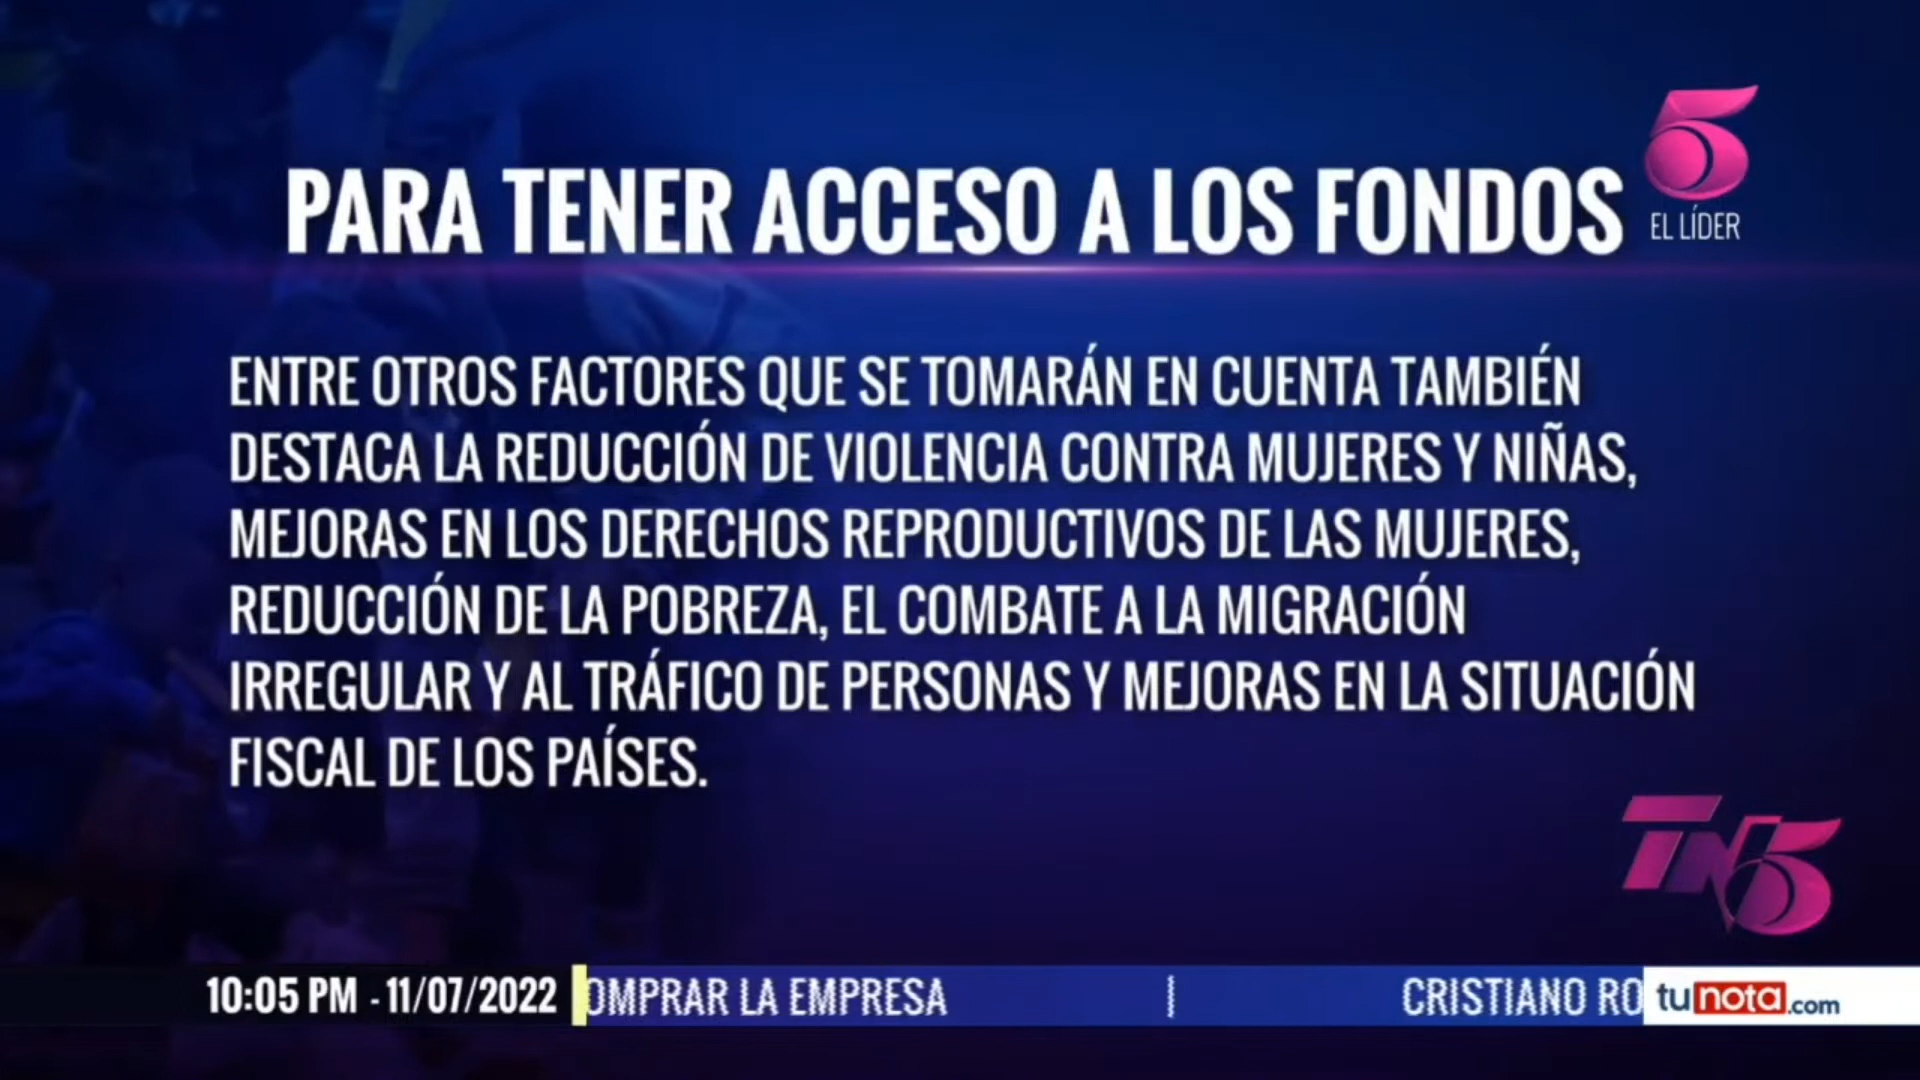 PARA TENER ACCESO A LOS FONDOS
5
EL LÍDER
ENTRE OTROS FACTORES QUE SE TOMARÁN EN CUENTA TAMBIÉN
DESTACA LA REDUCCIÓN DE VIOLENCIA CONTRA MUJERES Y NIÑAS,
MEJORAS EN LOS DERECHOS REPRODUCTIVOS DE LAS MUJERES,
REDUCCIÓN DE LA POBREZA, EL COMBATE A LA MIGRACIÓN
IRREGULAR Y AL TRÁFICO DE PERSONAS Y MEJORAS EN LA SITUACIÓN
FISCAL DE LOS PAÍSES.
TN5
10:05 PM - 11/07/2022 OMPRAR LA EMPRESA | CRISTIANO RO tunota.com